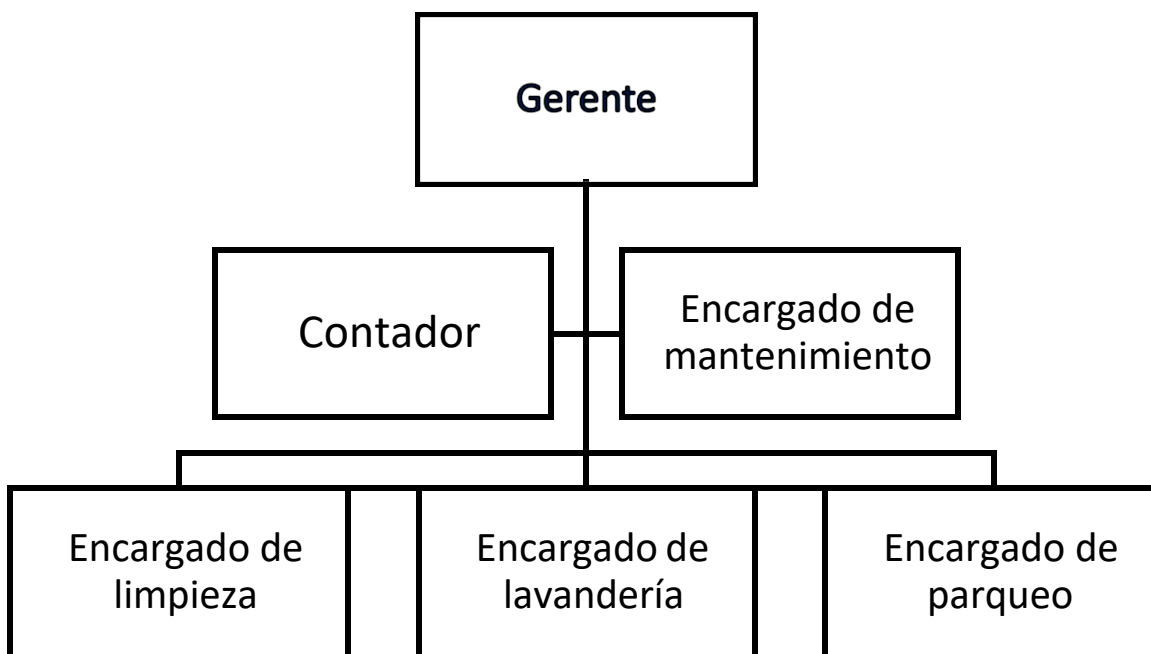 Gerente
Contador
Encargado de
mantenimiento
Encargado de
limpieza
Encargado de
lavandería
Encargado de
parqueo